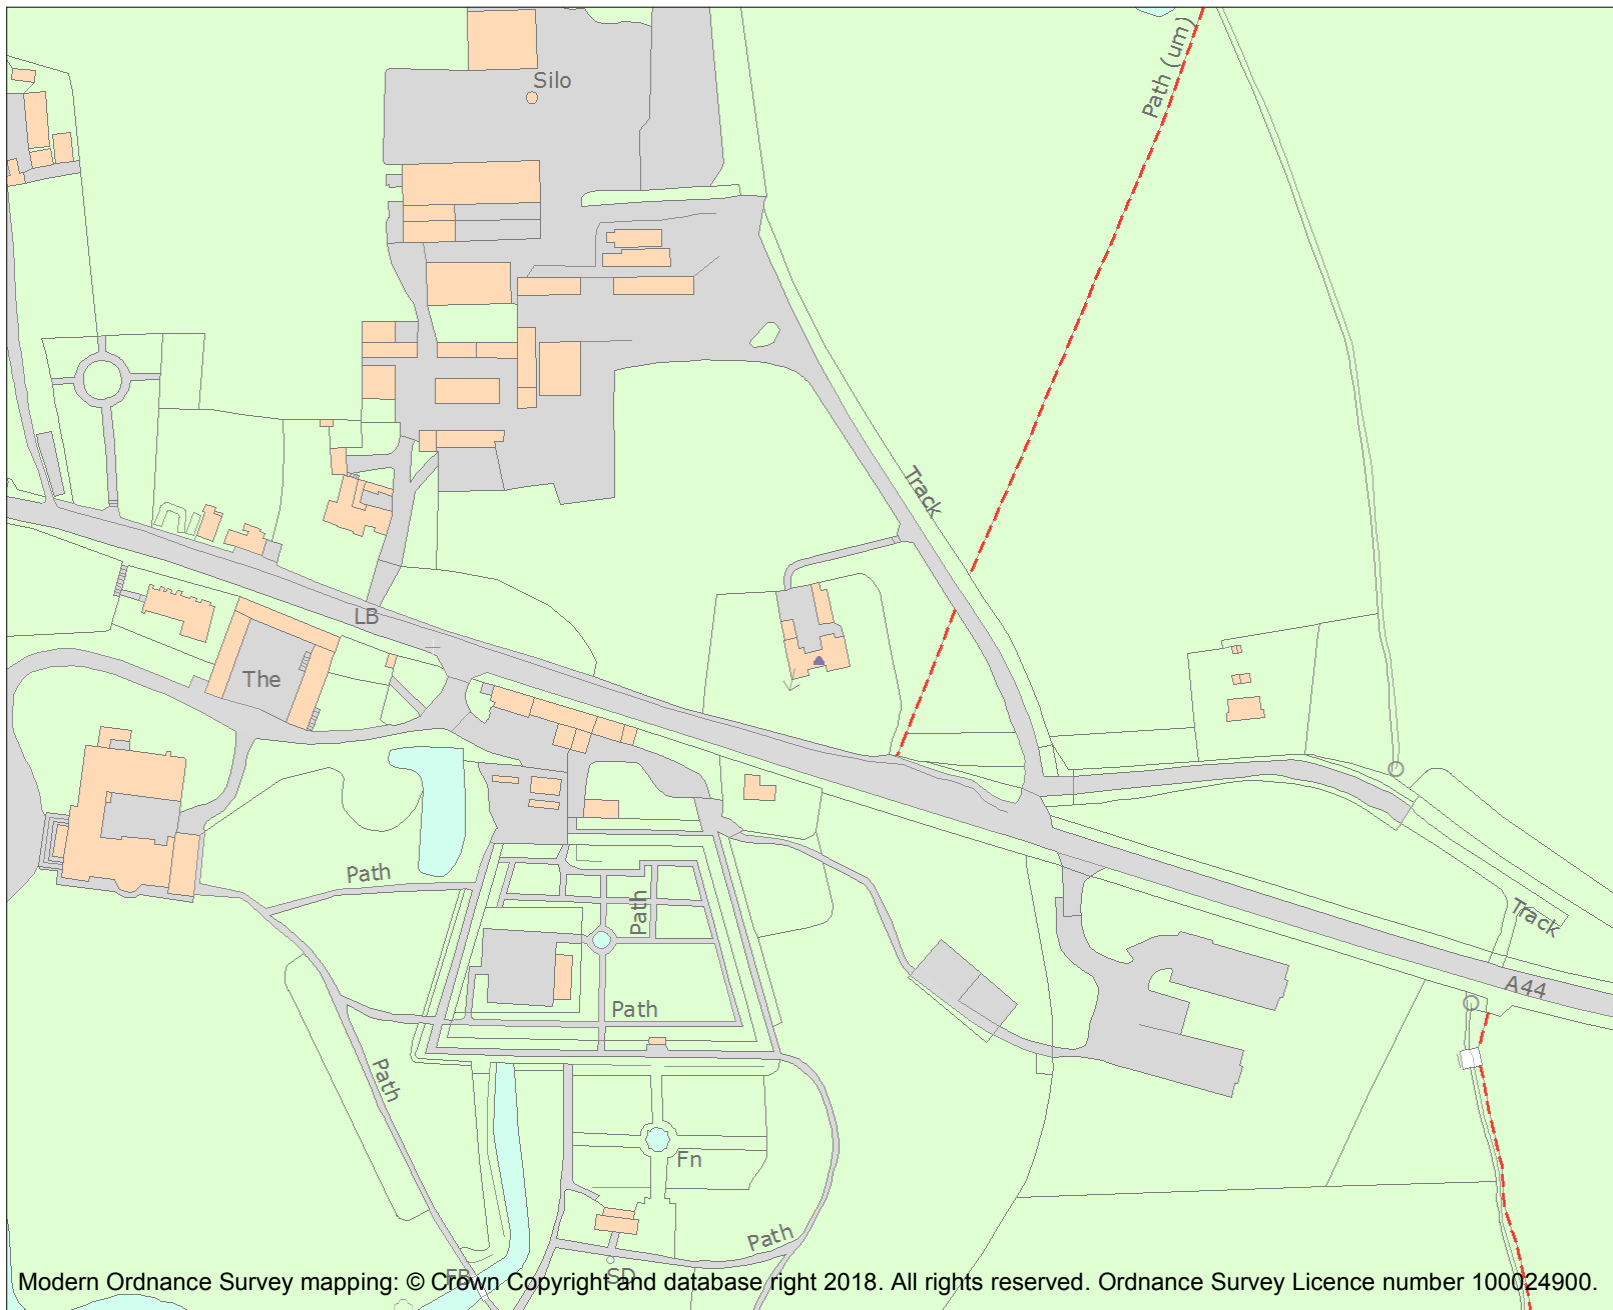 Silo
Path (um)
Track
LB
The
Path
Path
Track
A44
Path
Path
Fn
Path
FB
SD
Modern Ordnance Survey mapping: © Crown Copyright and database right 2018. All rights reserved. Ordnance Survey Licence number 100024900.